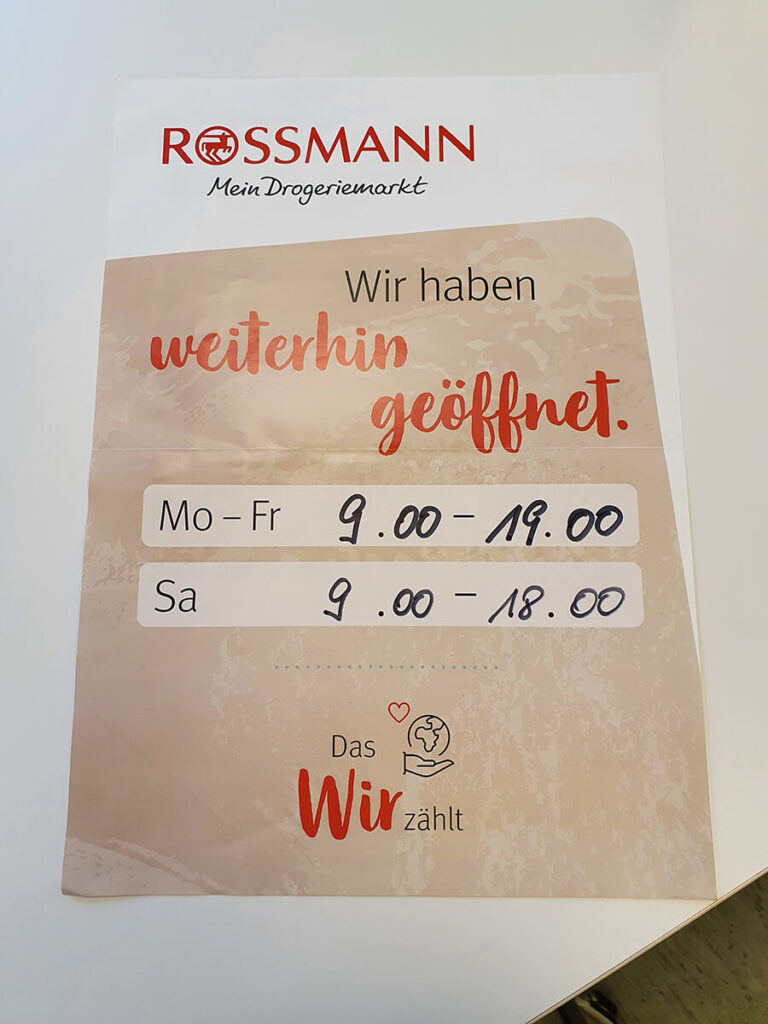 ROSSMANN
Mein Drogeriemarkt
Wir haben
weiterhin
geöffnet.
Mo – Fr 9.00 – 19.00
Sa 9.00 – 18.00
Das
Wir zählt